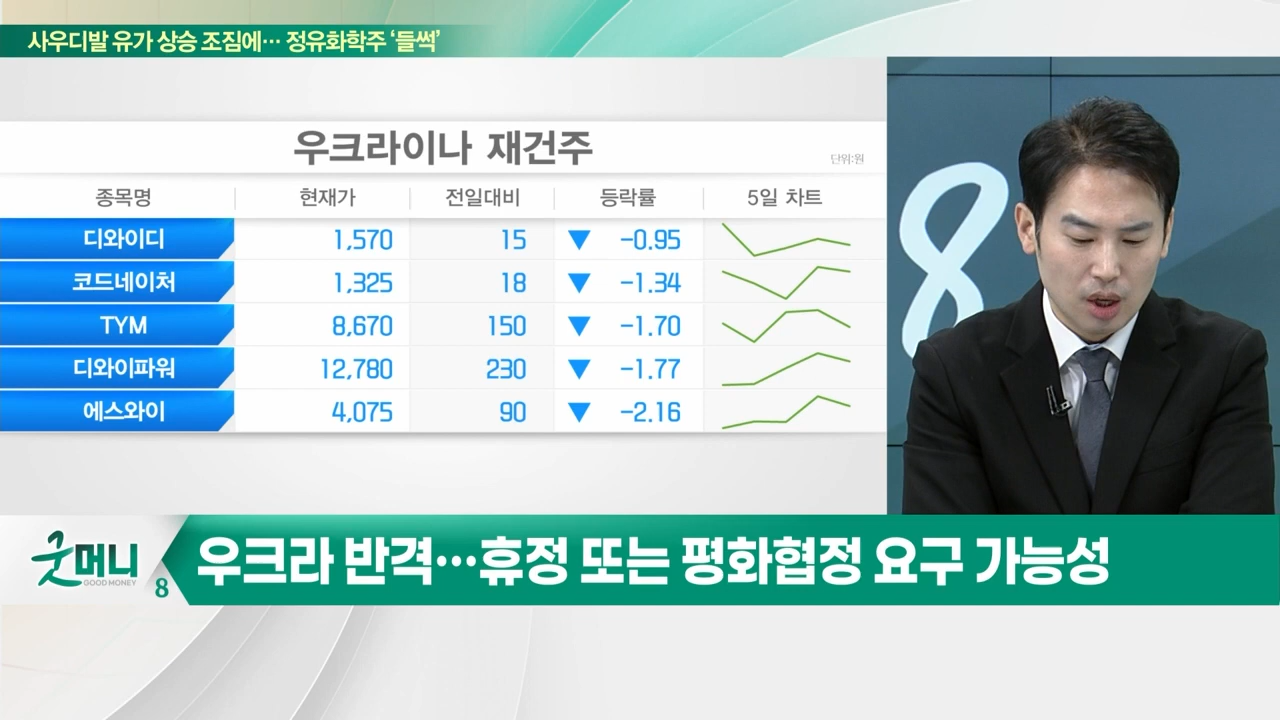 사우디발 유가 상승 조짐에… 정유화학주 ‘들썩’
우크라이나 재건주
단위:원
종목명 현재가 전일대비 등락률 5일 차트
디와이디 1,570 15 ▼ -0.95
코드네이처 1,325 18 ▼ -1.34
TYM 8,670 150 ▼ -1.70
디와이파워 12,780 230 ▼ -1.77
에스와이 4,075 90 ▼ -2.16
8
굿머니
GOOD MONEY
8
우크라 반격…휴정 또는 평화협정 요구 가능성